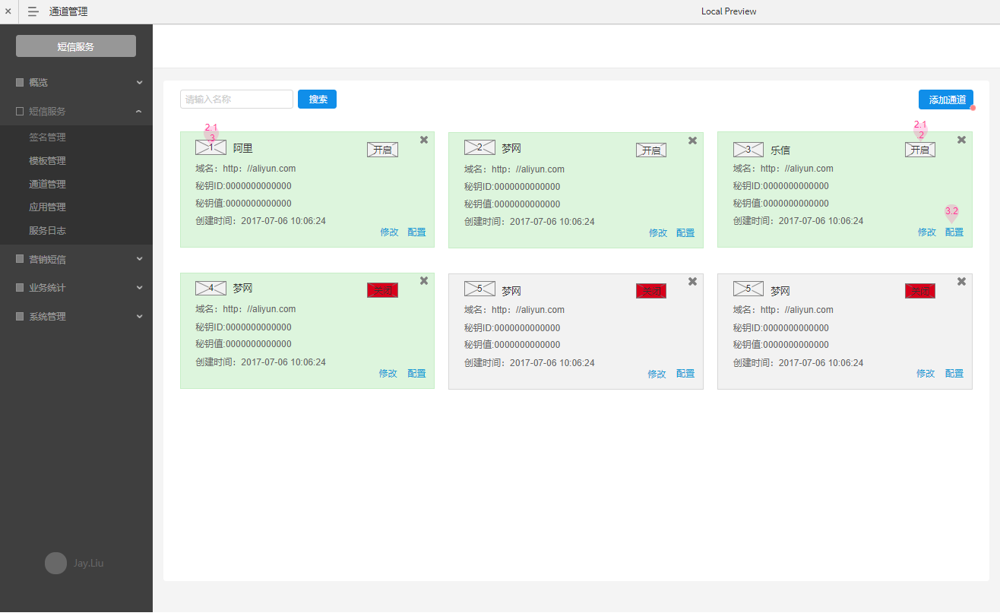 通道管理
Local Preview
短信服务
概览
短信服务
签名管理
模板管理
通道管理
应用管理
服务日志
营销短信
业务统计
系统管理
Jay.Liu
请输入名称
搜索
添加通道
2.1
3
1
阿里
开启
域名：http：//aliyun.com
秘钥ID:0000000000000
秘钥值:0000000000000
创建时间：2017-07-06 10:06:24
修改
配置
2
梦网
开启
域名：http：//aliyun.com
秘钥ID:0000000000000
秘钥值:0000000000000
创建时间：2017-07-06 10:06:24
修改
配置
2.1
2
3
乐信
开启
域名：http：//aliyun.com
秘钥ID:0000000000000
秘钥值:0000000000000
创建时间：2017-07-06 10:06:24
3.2
修改
配置
4
梦网
关闭
域名：http：//aliyun.com
秘钥ID:0000000000000
秘钥值:0000000000000
创建时间：2017-07-06 10:06:24
修改
配置
5
梦网
关闭
域名：http：//aliyun.com
秘钥ID:0000000000000
秘钥值:0000000000000
创建时间：2017-07-06 10:06:24
修改
配置
5
梦网
关闭
域名：http：//aliyun.com
秘钥ID:0000000000000
秘钥值:0000000000000
创建时间：2017-07-06 10:06:24
修改
配置